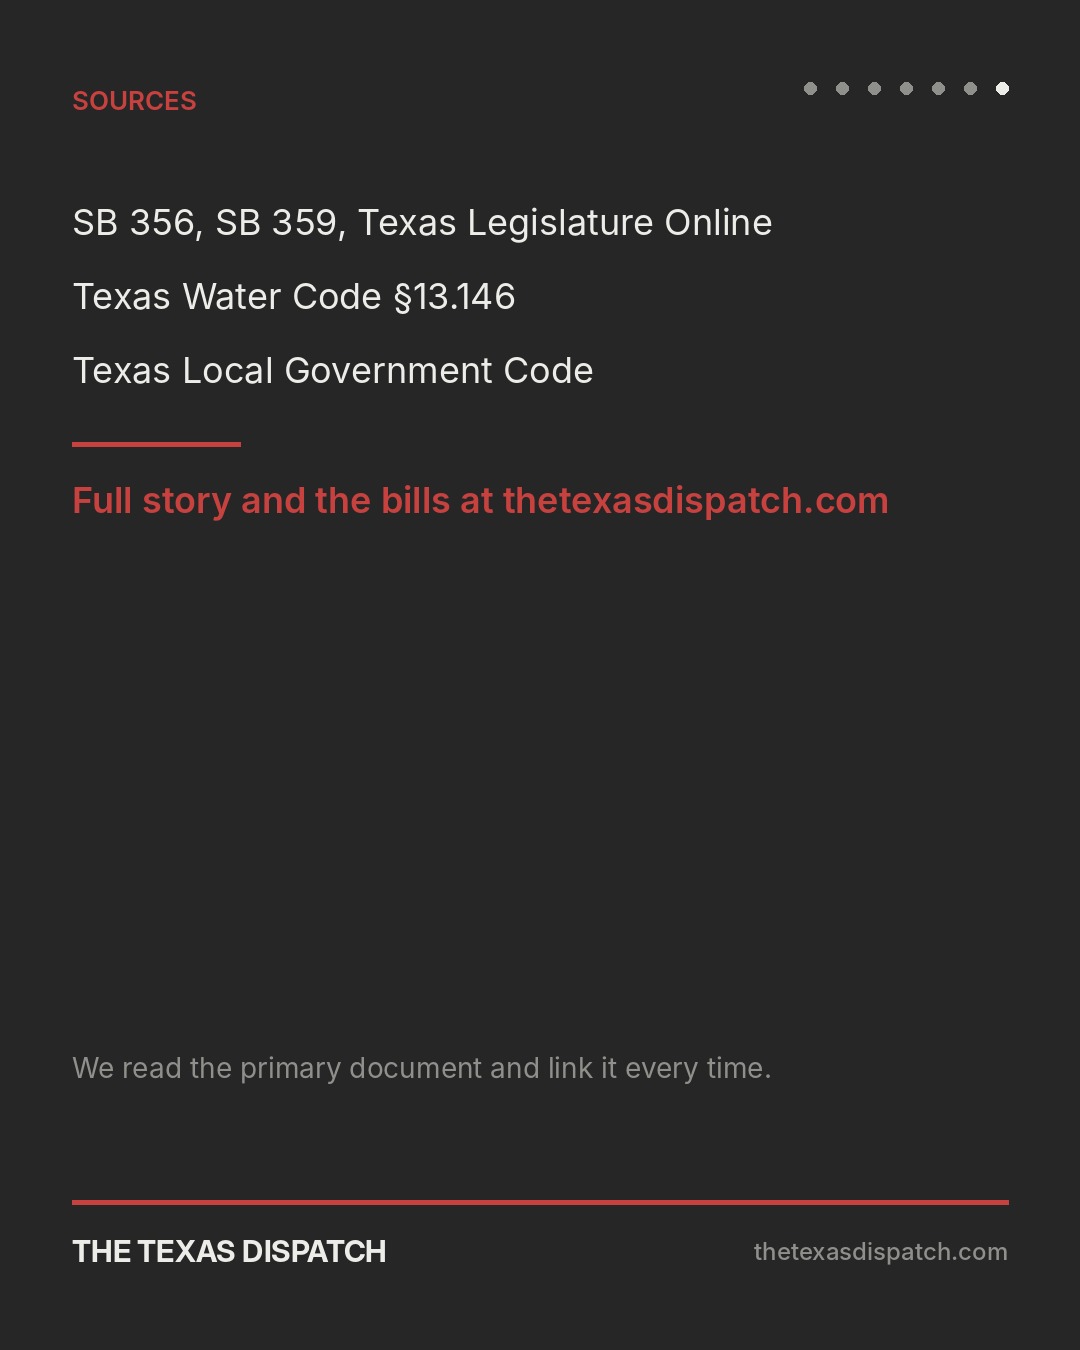 SOURCES
SB 356, SB 359, Texas Legislature Online
Texas Water Code §13.146
Texas Local Government Code
Full story and the bills at thetexasdispatch.com
We read the primary document and link it every time.
THE TEXAS DISPATCH
thetexasdispatch.com